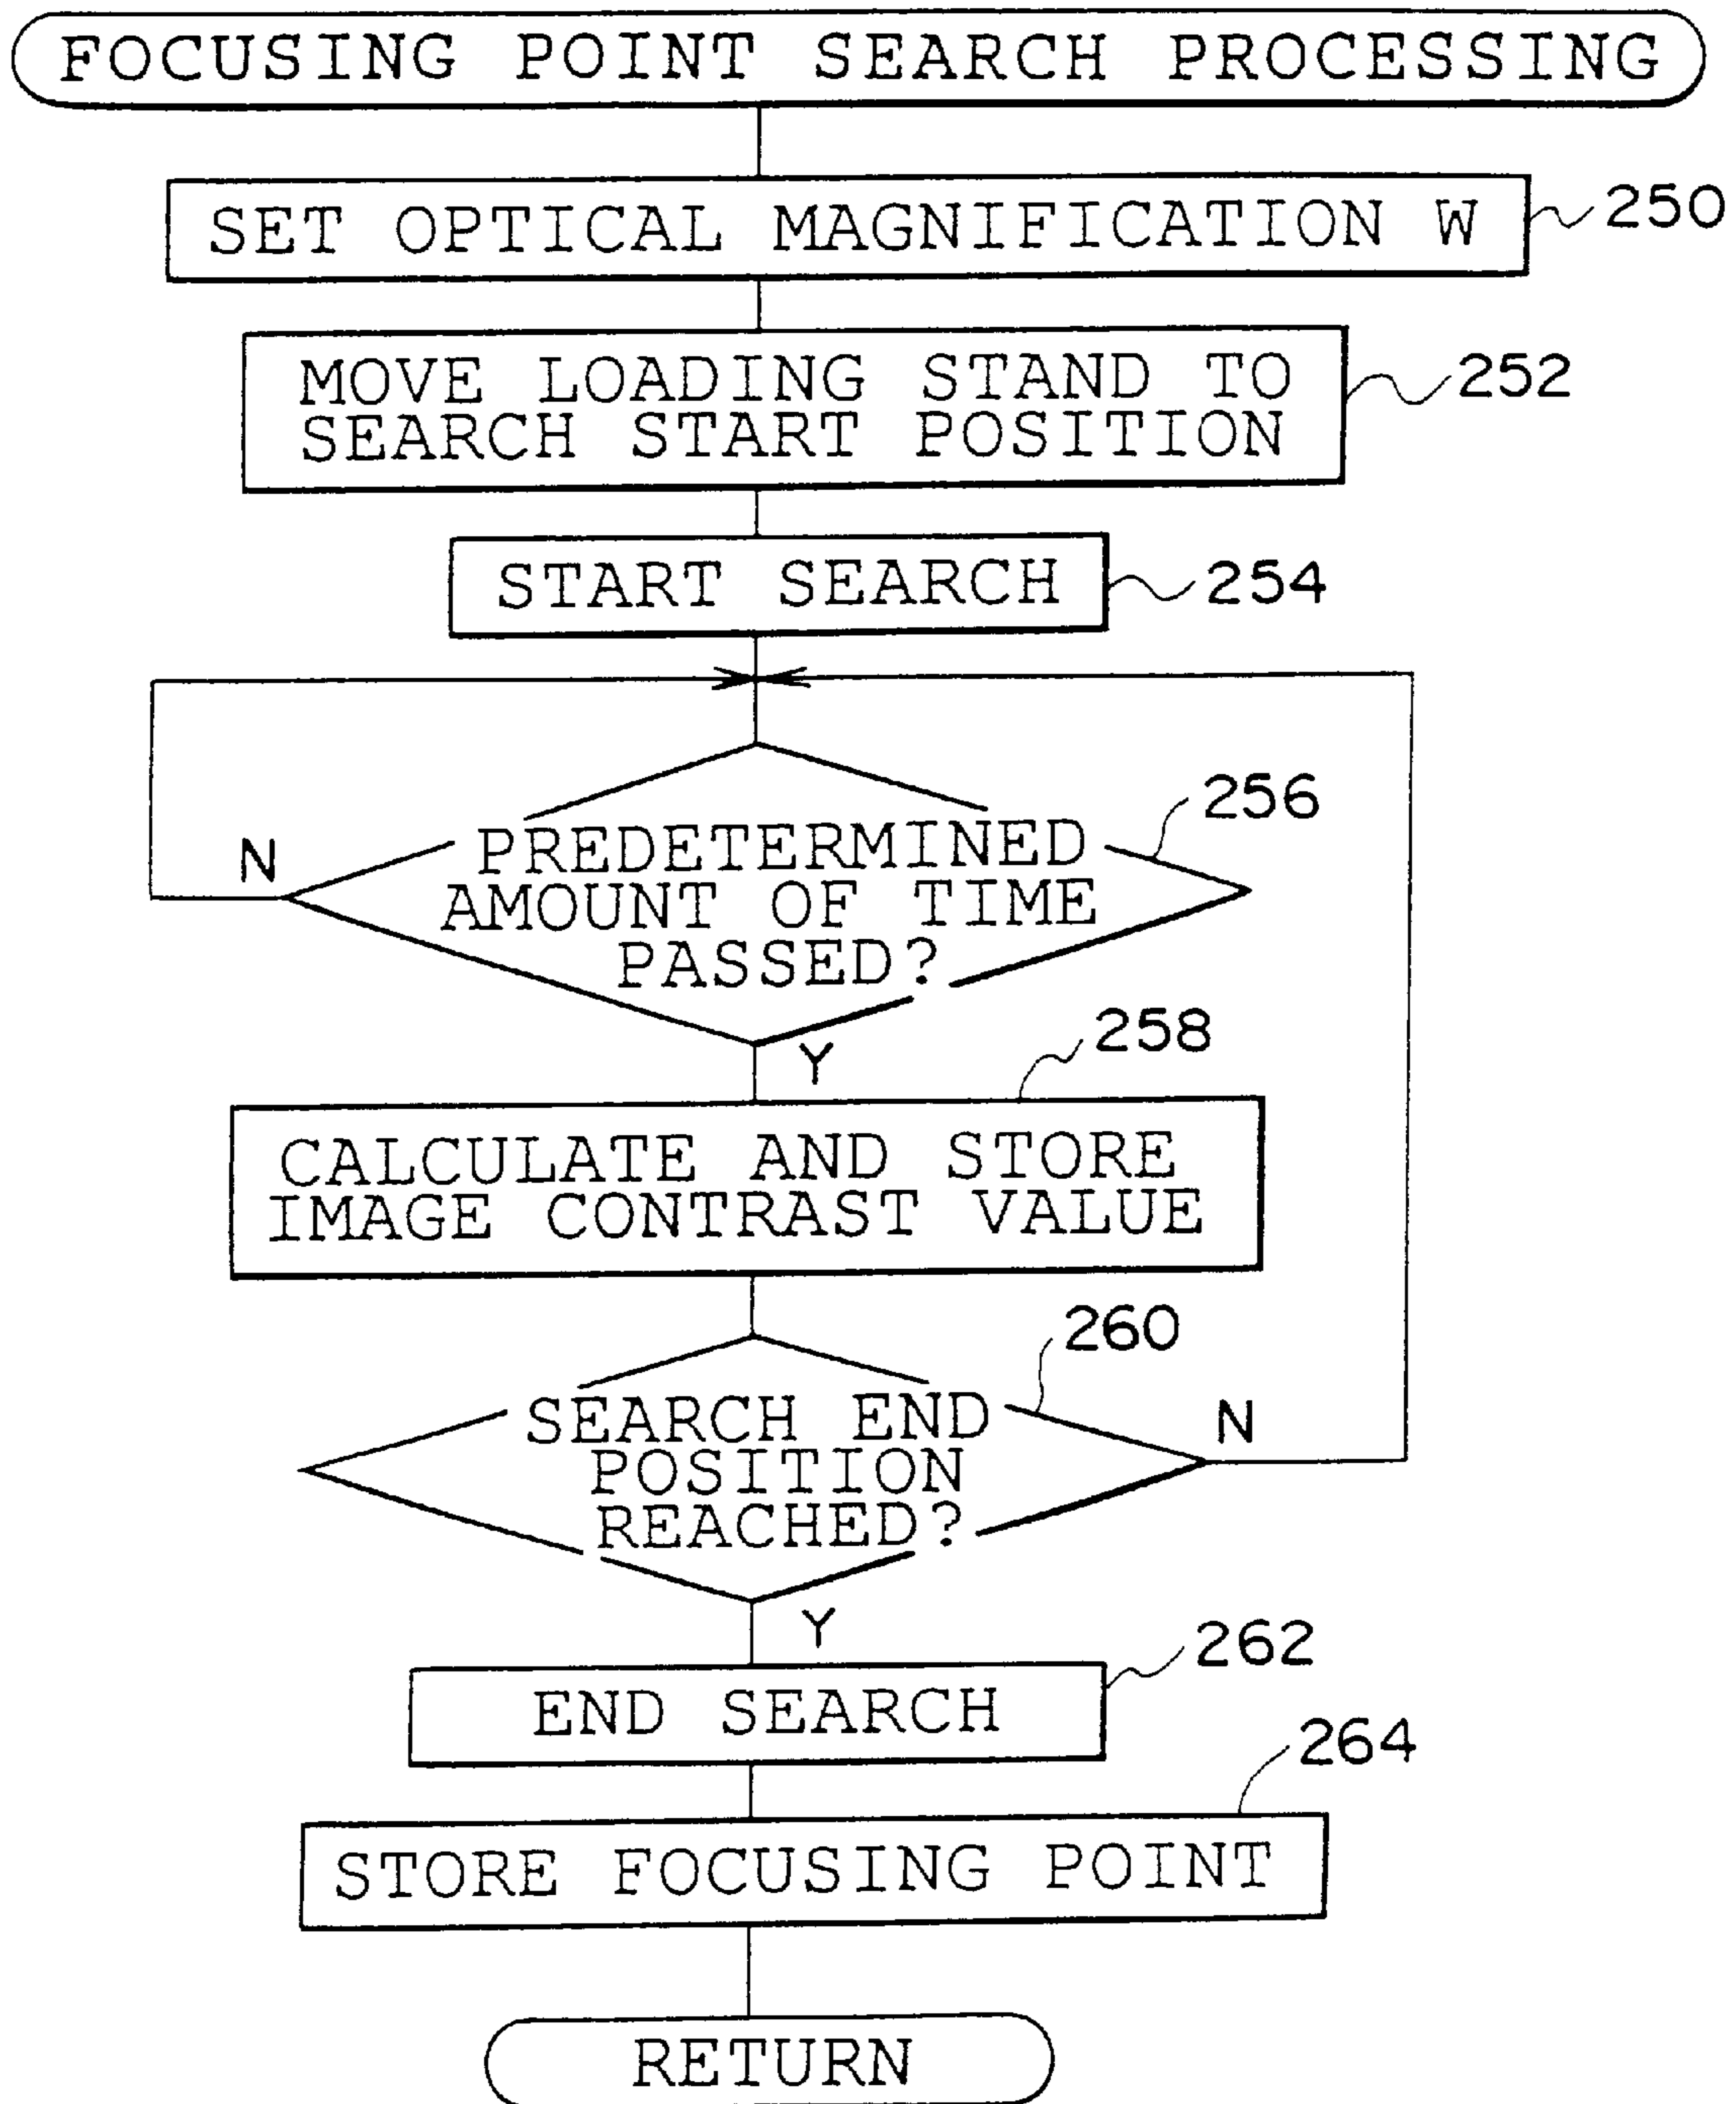 FOCUSING POINT SEARCH PROCESSING
SET OPTICAL MAGNIFICATION W
250
MOVE LOADING STAND TO
SEARCH START POSITION
252
START SEARCH
254
256
N
PREDETERMINED
AMOUNT OF TIME
PASSED?
Y
258
CALCULATE AND STORE
IMAGE CONTRAST VALUE
260
SEARCH END
POSITION
REACHED?
N
Y
262
END SEARCH
264
STORE FOCUSING POINT
RETURN